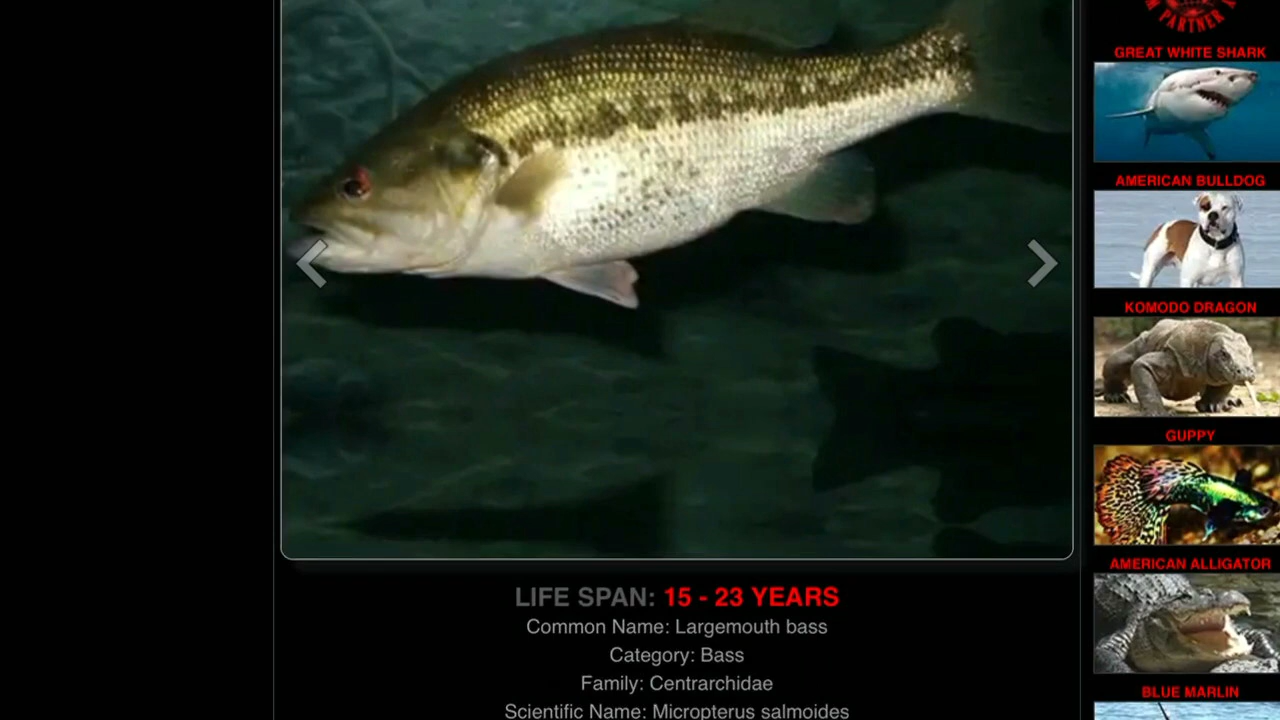 PARTNER
GREAT WHITE SHARK
AMERICAN BULLDOG
KOMODO DRAGON
GUPPY
AMERICAN ALLIGATOR
BLUE MARLIN
LIFE SPAN: 15 - 23 YEARS
Common Name: Largemouth bass
Category: Bass
Family: Centrarchidae
Scientific Name: Micropterus salmoides